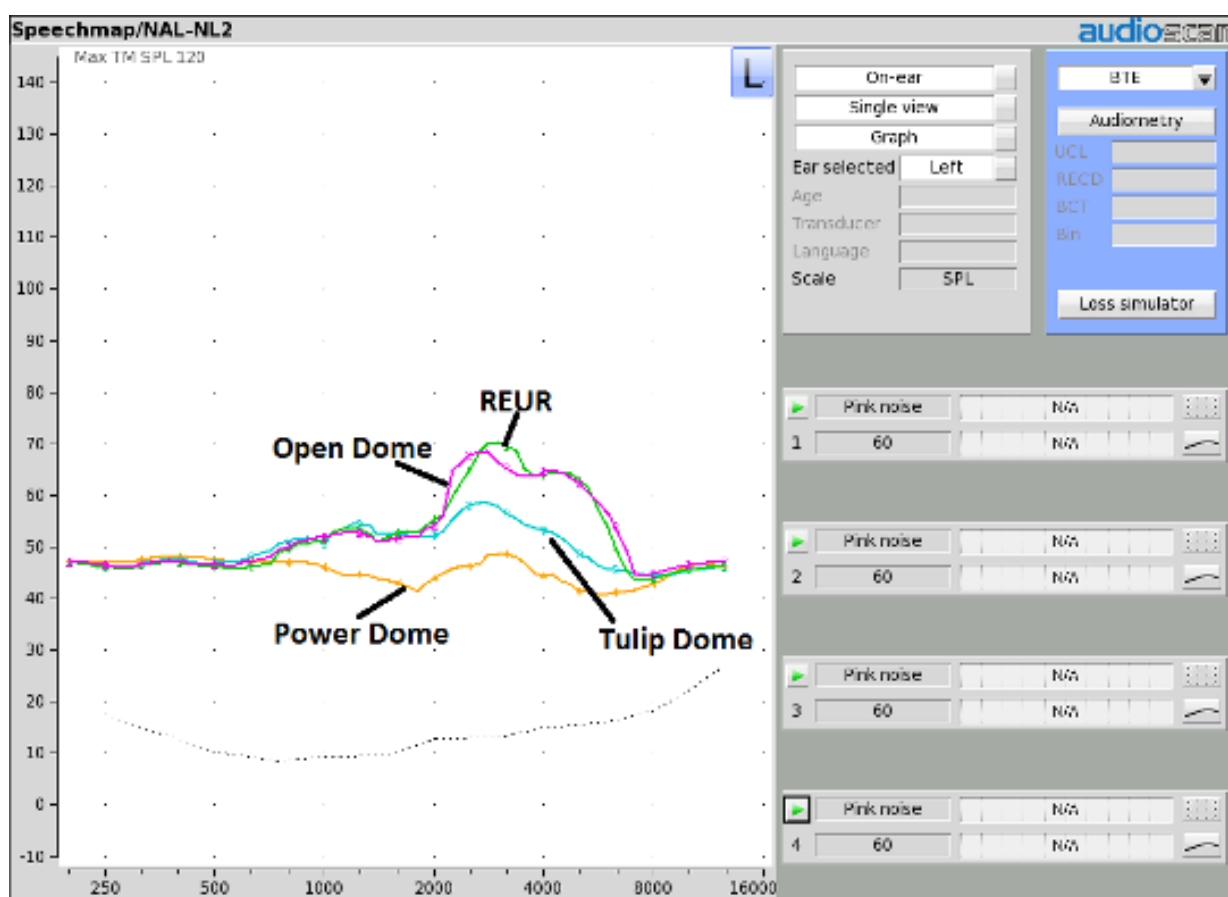 Speechmap/NAL-NL2
audioscan
Max TM SPL 120
L
140
130
120
110
100
90
80
70
60
50
40
30
20
10
0
-10
250
500
1000
2000
4000
8000
16000
REUR
Open Dome
Power Dome
Tulip Dome
On-ear
Single view
Graph
Ear selected Left
Age
Transducer
Language
Scale SPL
BTE
Audiometry
UCL
RECD
BCT
Bin
Loss simulator
Pink noise N/A
1 60 N/A
Pink noise N/A
2 60 N/A
Pink noise N/A
3 60 N/A
Pink noise N/A
4 60 N/A